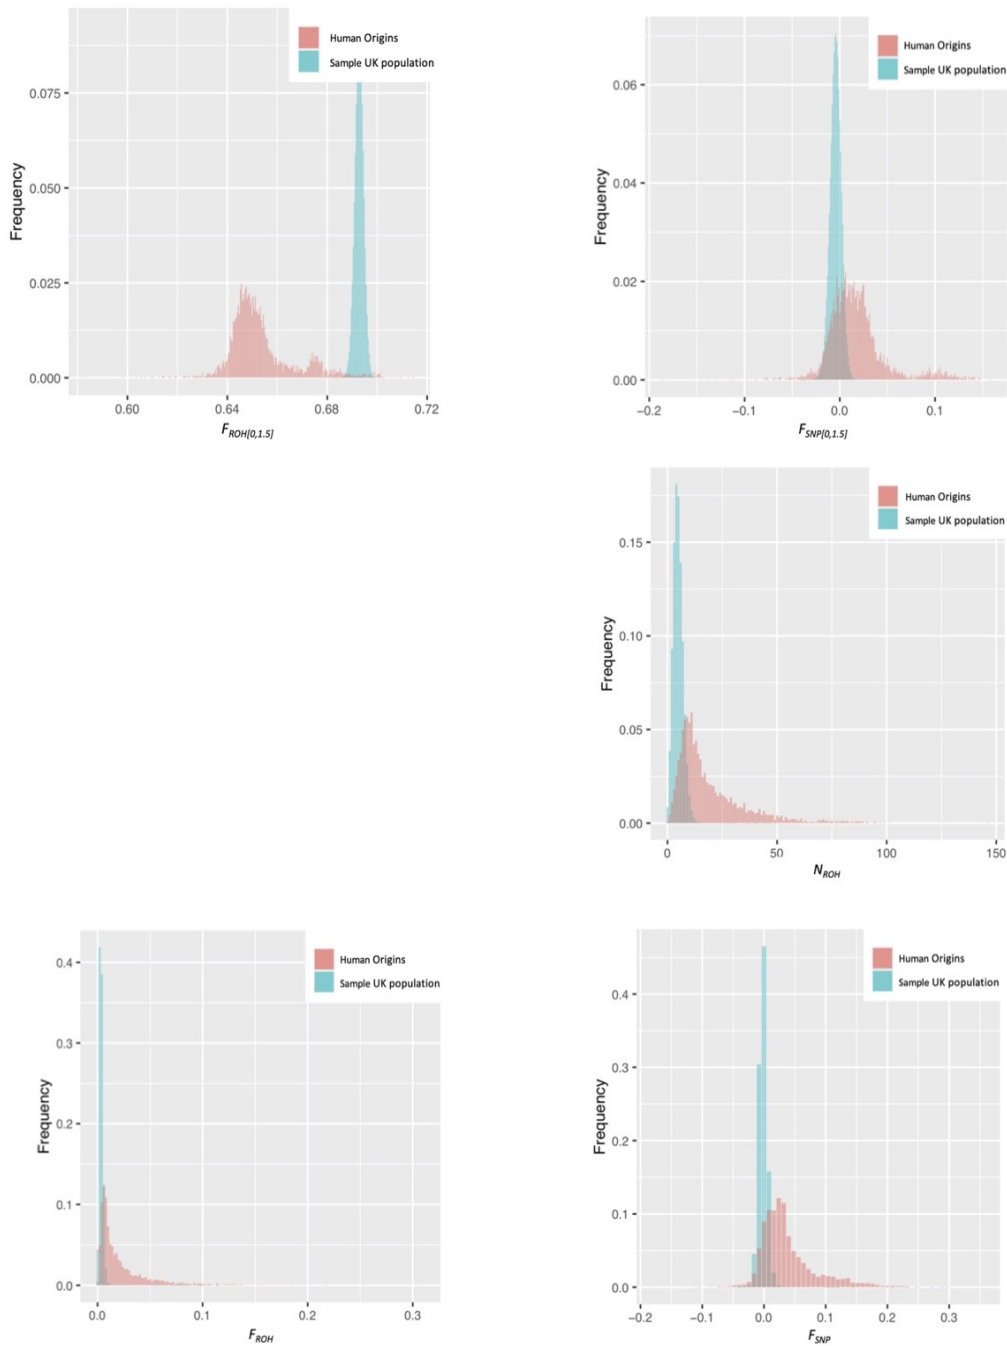 Human Origins
Sample UK population
0.075
0.050
0.025
0.000
Frequency
0.60 0.64 0.68 0.72
F_ROH[0,1.5]
Human Origins
Sample UK population
0.06
0.04
0.02
0.00
Frequency
−0.2 −0.1 0.0 0.1
F_SNP[0,1.5]
Human Origins
Sample UK population
0.15
0.10
0.05
0.00
Frequency
0 50 100 150
N_ROH
Human Origins
Sample UK population
0.4
0.3
0.2
0.1
0.0
Frequency
0.0 0.1 0.2 0.3
F_ROH
Human Origins
Sample UK population
0.4
0.3
0.2
0.1
0.0
Frequency
−0.2 −0.1 0.0 0.1 0.2 0.3
F_SNP